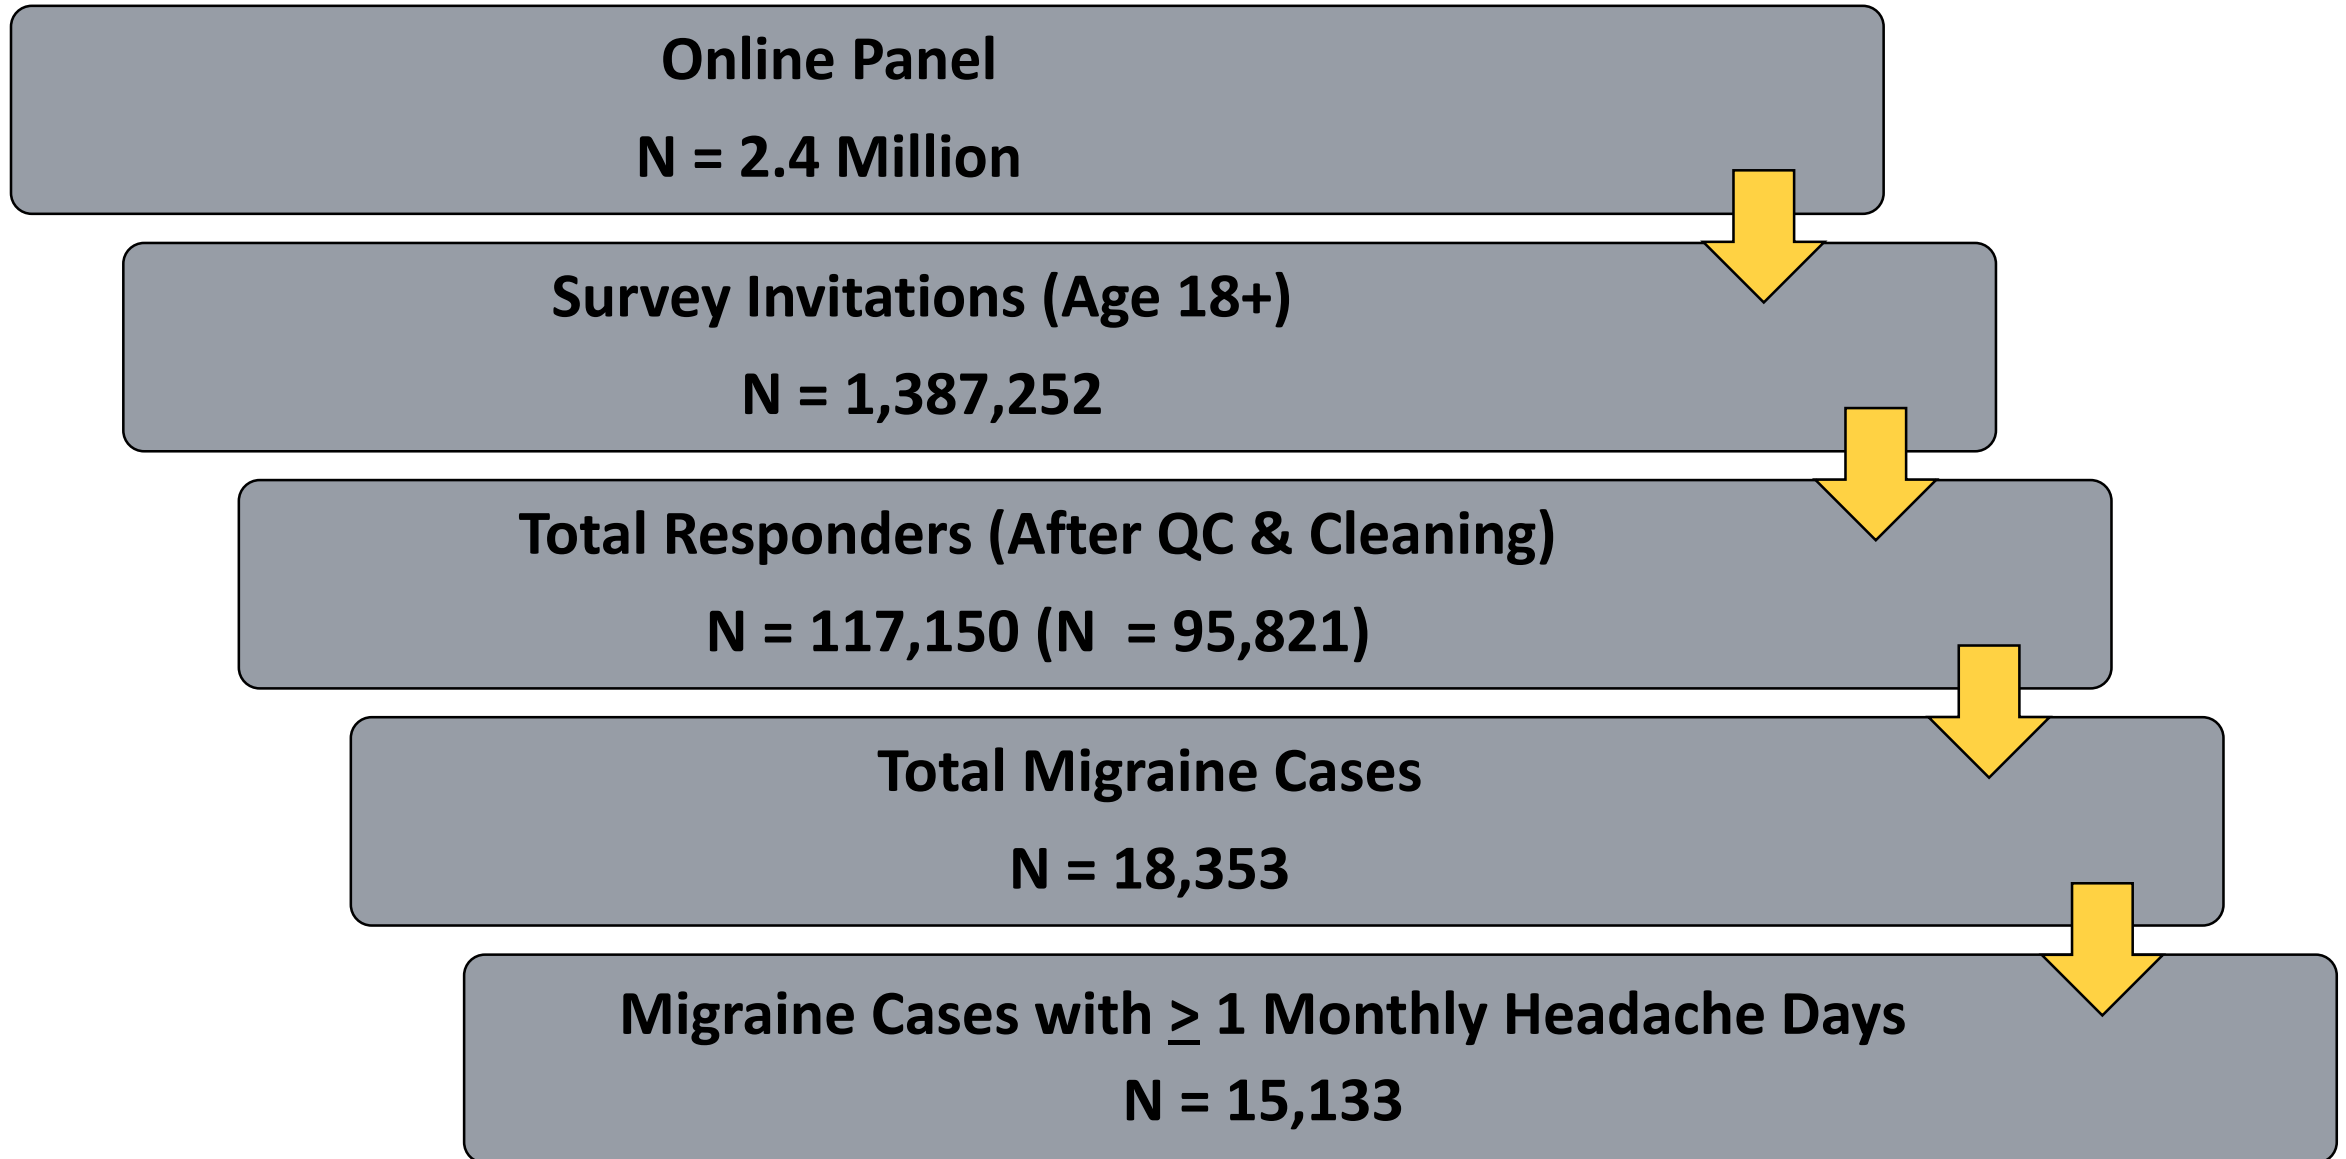 Online Panel
N = 2.4 Million
Survey Invitations (Age 18+)
N = 1,387,252
Total Responders (After QC & Cleaning)
N = 117,150 (N  = 95,821)
Total Migraine Cases
N = 18,353
Migraine Cases with ≥ 1 Monthly Headache Days
N = 15,133